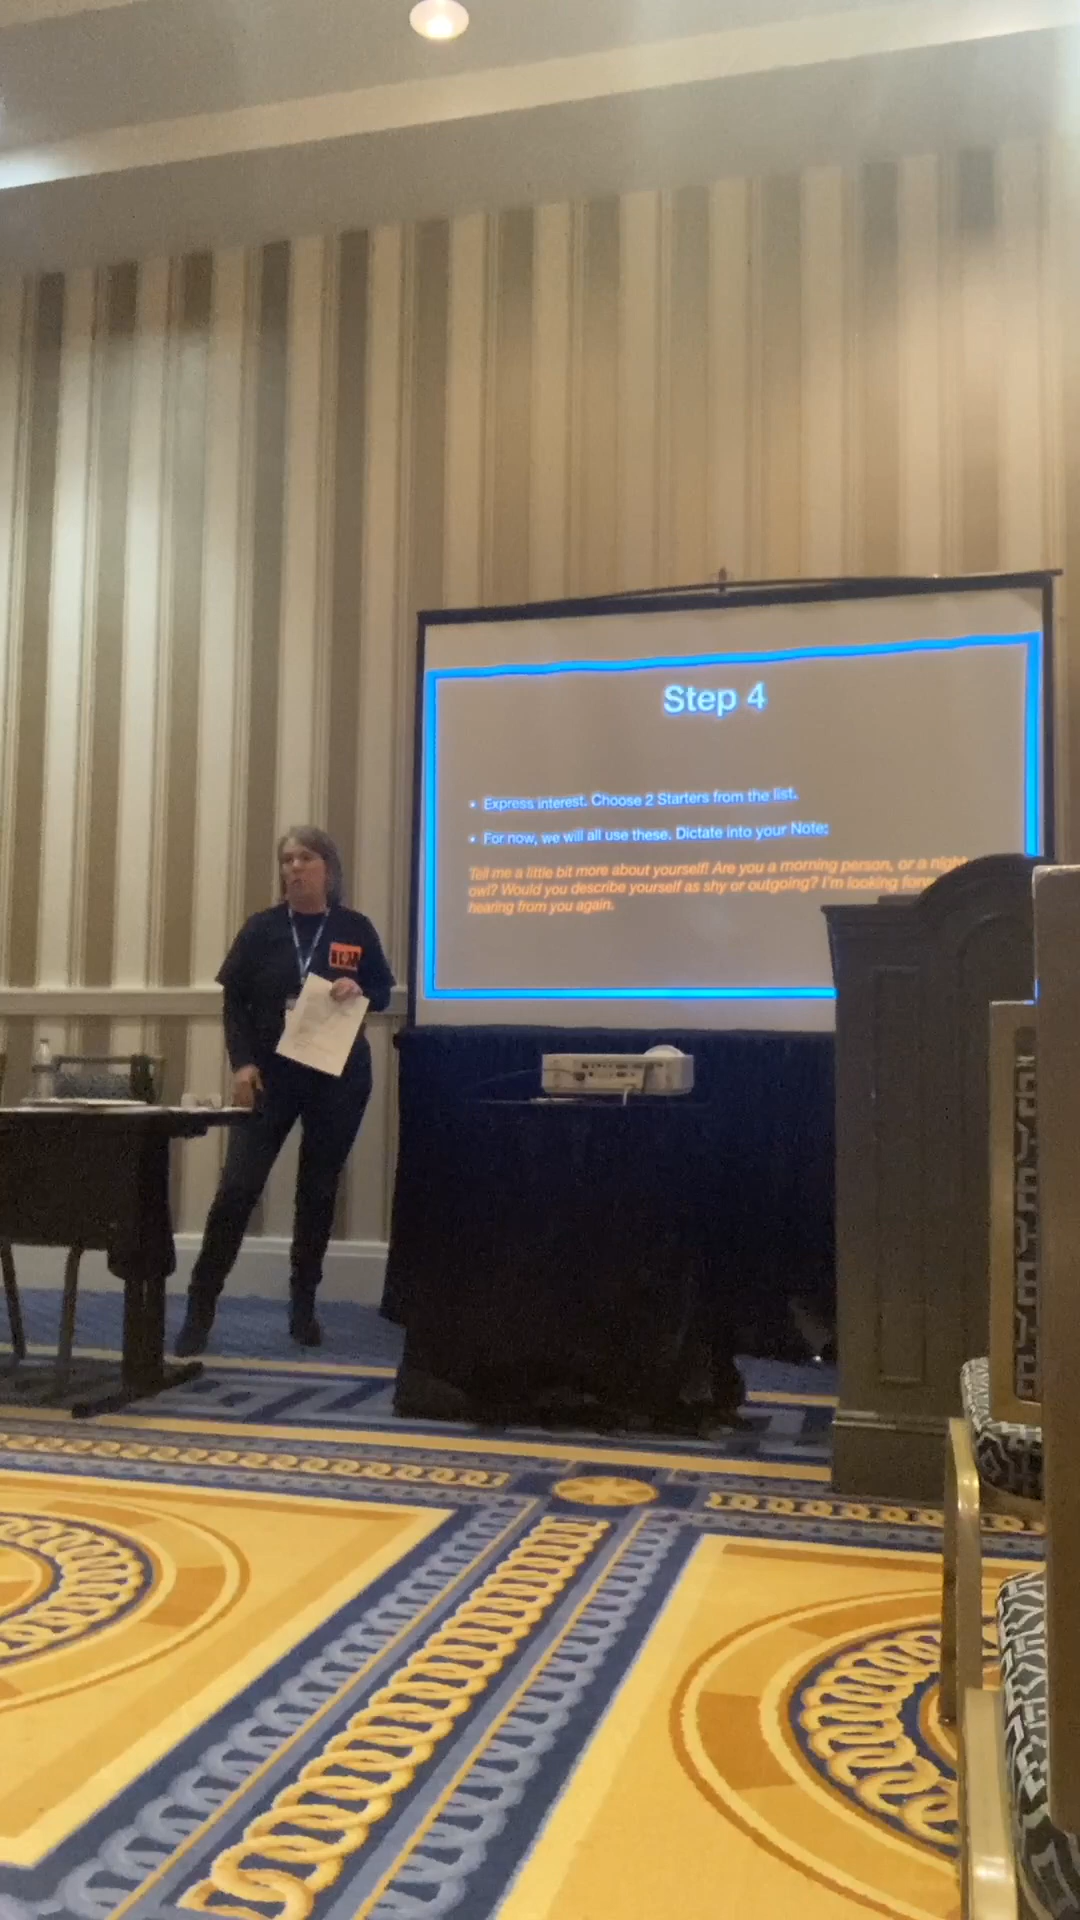 Step 4
• Express interest. Choose 2 Starters from the list.
• For now, we will all use these. Dictate into your Note:
Tell me a little bit more about yourself! Are you a morning person, or a night
owl? Would you describe yourself as shy or outgoing? I'm looking
hearing from you again.